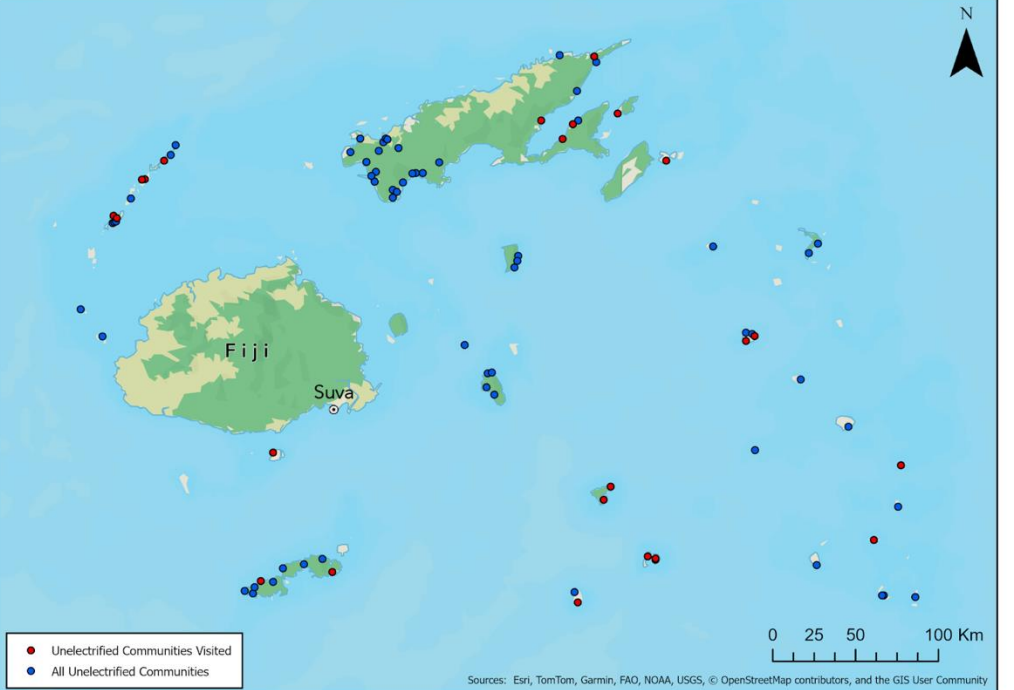 N
Fiji
Suva
0 25 50 100 Km
Unelectrified Communities Visited
All Unelectrified Communities
Sources: Esri, TomTom, Garmin, FAO, NOAA, USGS, © OpenStreetMap contributors, and the GIS User Community